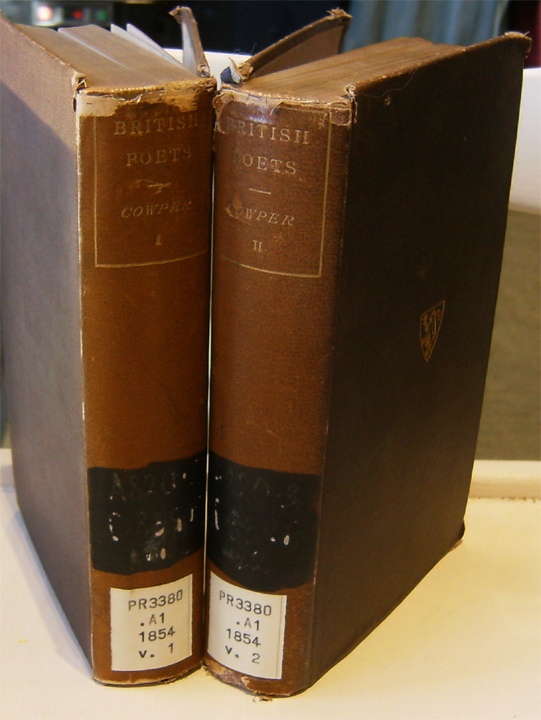 BRITISH
POETS
COWPER
I
PR3380
.A1
1854
v. 1
BRITISH
POETS
COWPER
II
PR3380
.A1
1854
v. 2